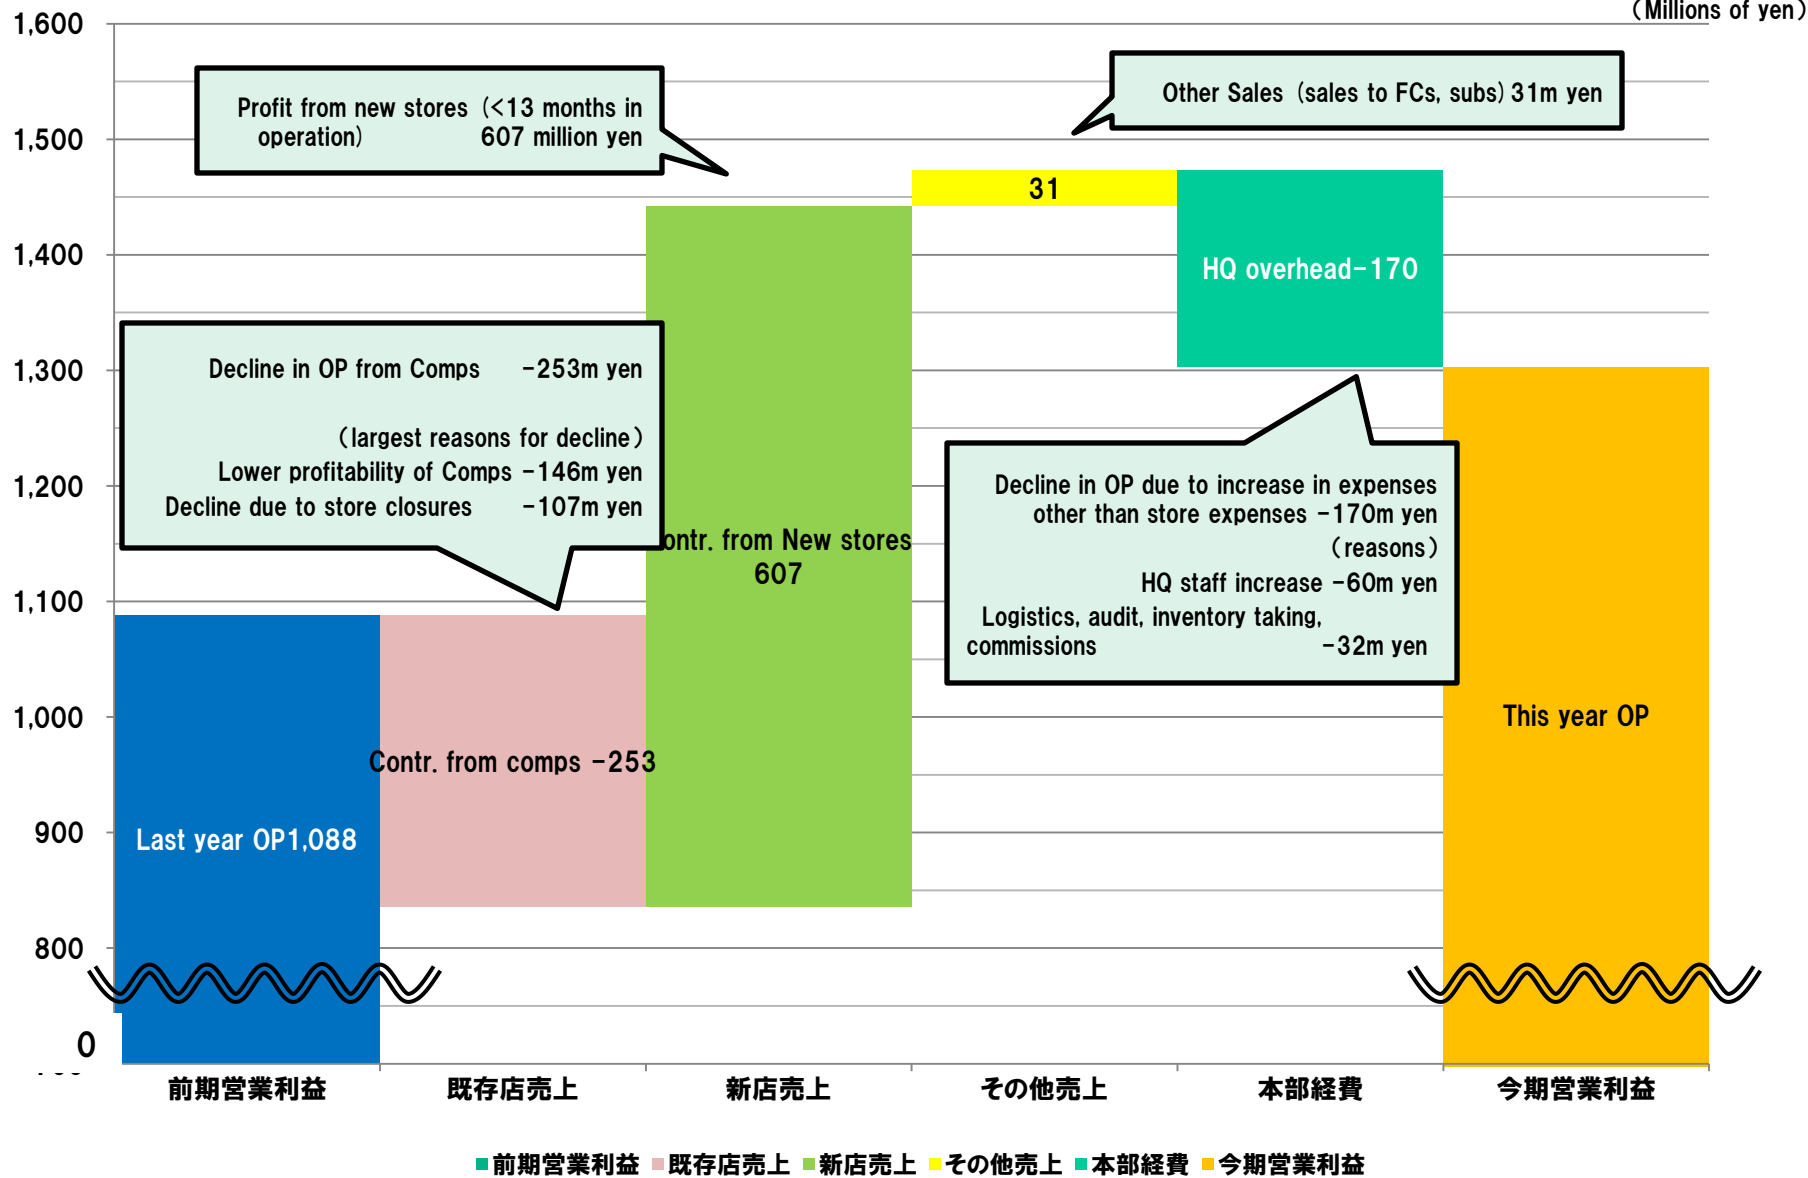 (Millions of yen)
1,600
1,500
1,400
1,300
1,200
1,100
1,000
900
800
0
Profit from new stores (<13 months in
operation) 607 million yen
Other Sales (sales to FCs, subs) 31m yen
31
HQ overhead-170
Decline in OP from Comps -253m yen
(largest reasons for decline)
Lower profitability of Comps -146m yen
Decline due to store closures -107m yen
ontr. from New stores
607
Decline in OP due to increase in expenses
other than store expenses -170m yen
(reasons)
HQ staff increase -60m yen
Logistics, audit, inventory taking,
commissions -32m yen
This year OP
Contr. from comps -253
Last year OP1,088
前期営業利益 既存店売上 新店売上 その他売上 本部経費 今期営業利益
前期営業利益 既存店売上 新店売上 その他売上 本部経費 今期営業利益